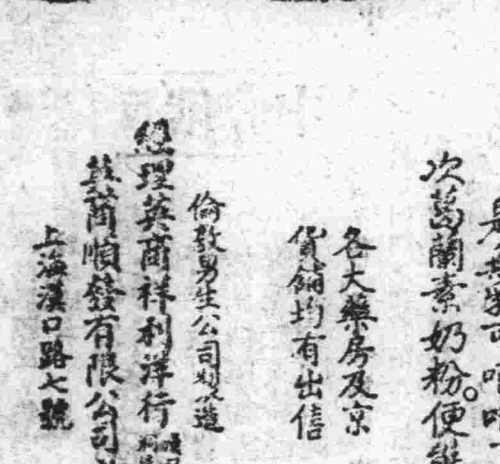 次葛蘭素奶粉。便
各大藥房及京
貨鋪均有出售
倫敦男生公司製造
總理英商祥利洋行
英商順發有限公司
上海漢口路七號